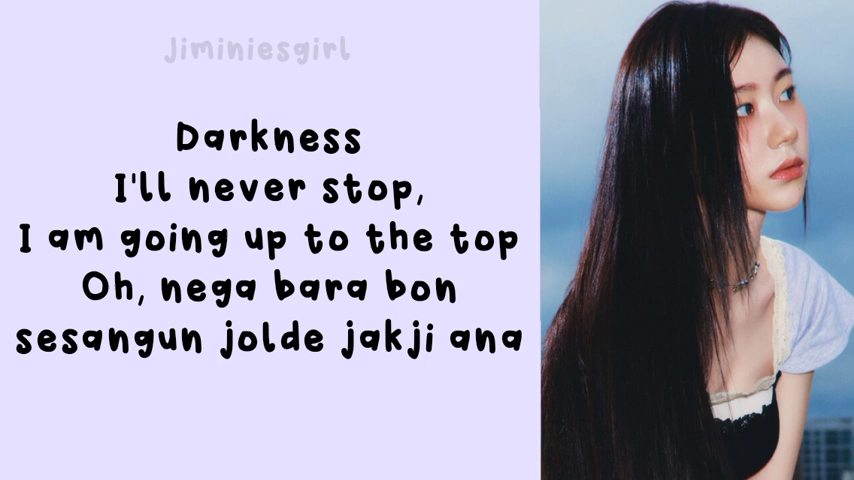 Jiminiesgirl
Darkness
I'll never stop,
I am going up to the top
Oh, nega bara bon
sesangun jolde jakji ana